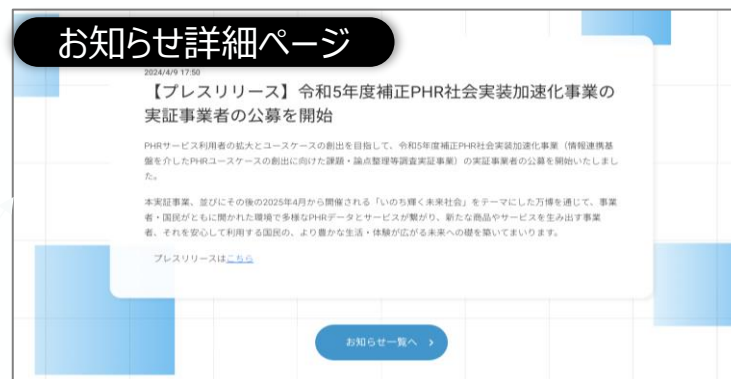 お知らせ詳細ページ
2024/4/9 17:50
【プレスリリース】令和5年度補正PHR社会実装加速化事業の
実証事業者の公募を開始
PHRサービス利用者の拡大とユースケースの創出を目指して、令和5年度補正PHR社会実装加速化事業（情報連携基
盤を介したPHRユースケースの創出に向けた課題・論点整理等調査実証事業）の実証事業者の公募を開始いたしまし
た。
本実証事業、並びにその後の2025年4月から開催される「いのち輝く未来社会」をテーマにした万博を通じて、事業
者・国民がともに開かれた環境で多様なPHRデータとサービスが繋がり、新たな商品やサービスを生み出す事業
者、それを安心して利用する国民の、より豊かな生活・体験が広がる未来への礎を築いてまいります。
プレスリリースはこちら
お知らせ一覧へ ›